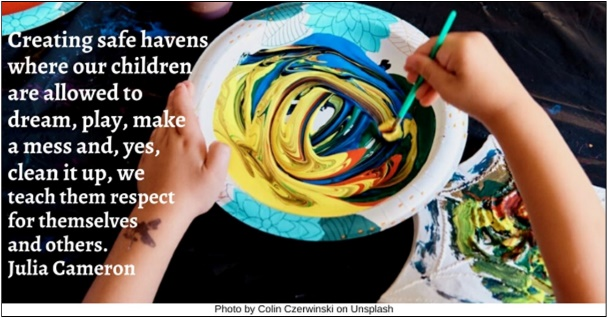 Creating safe havens
where our children
are allowed to
dream, play, make
a mess and, yes,
clean it up, we
teach them respect
for themselves
and others.
Julia Cameron
Photo by Colin Czerwinski on Unsplash